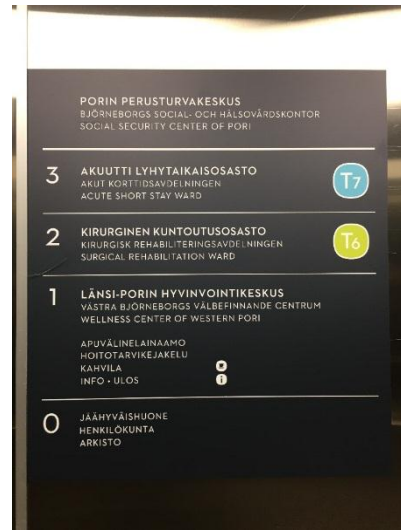 PORIN PERUSTURVAKESKUS
BJÖRNEBORGS SOCIAL- OCH HÄLSOVÅRDSKONTOR
SOCIAL SECURITY CENTER OF PORI
3 AKUUTTI LYHYTAIKAISOSASTO T7
AKUT KORTTIDSAVDELNINGEN
ACUTE SHORT STAY WARD
2 KIRURGINEN KUNTOUTUSOSASTO T6
KIRURGISK REHABILITERINGSAVDELNINGEN
SURGICAL REHABILITATION WARD
1 LÄNSI-PORIN HYVINVOINTIKESKUS
VÄSTRA BJÖRNEBORGS VÄLBEFINNANDE CENTRUM
WELLNESS CENTER OF WESTERN PORI
APUVÄLINELAINAAMO
HOITOTARVIKEJAKELU
KAHVILA
INFO • ULOS i
0 JÄÄHYVÄISHUONE
HENKILÖKUNTA
ARKISTO